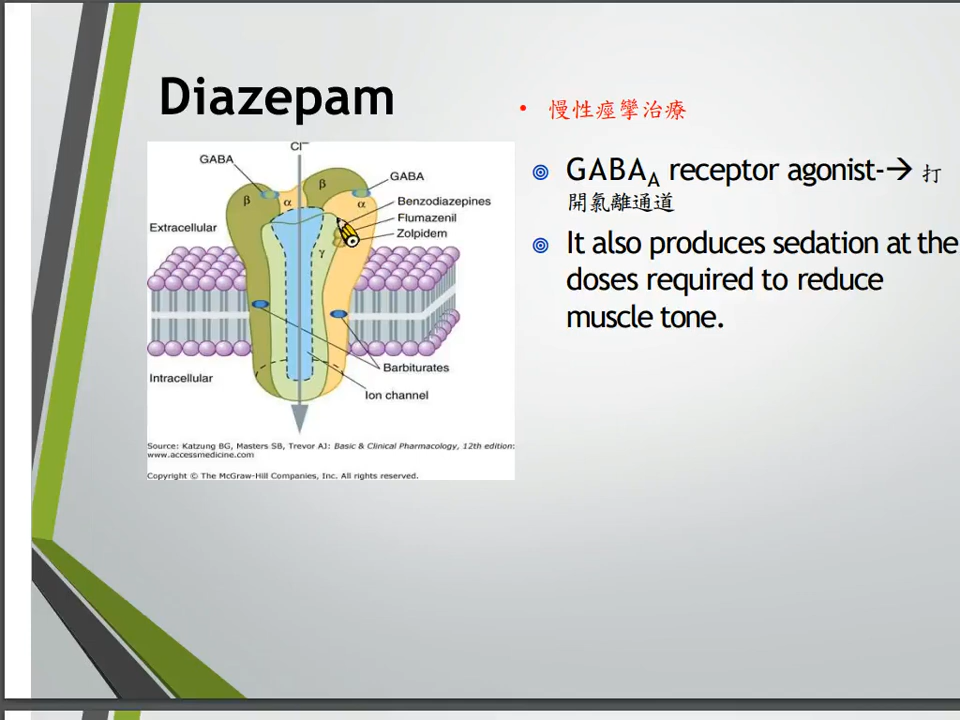 Diazepam
• 慢性痙攣治療
GABAA receptor agonist-→ 打
開氯離通道
It also produces sedation at the
doses required to reduce
muscle tone.
Cl⁻
GABA
β
GABA
β
α
α
Benzodiazepines
Flumazenil
Extracellular
Zolpidem
γ
Barbiturates
Intracellular
Ion channel
Source: Katzung BG, Masters SB, Trevor AJ: Basic & Clinical Pharmacology, 12th edition:
www.accessmedicine.com
Copyright © The McGraw-Hill Companies, Inc. All rights reserved.